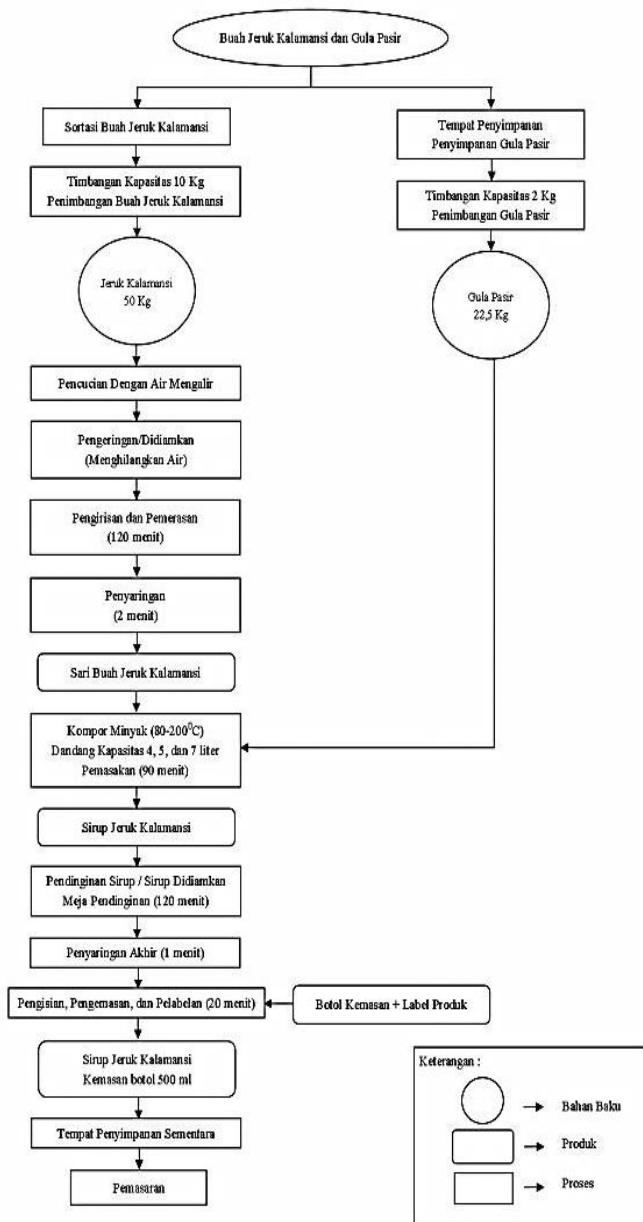 Buah Jeruk Kalamansi dan Gula Pasir
Sortasi Buah Jeruk Kalamansi
Tempat Penyimpanan
Penyimpanan Gula Pasir
Timbangan Kapasitas 10 Kg
Penimbangan Buah Jeruk Kalamansi
Timbangan Kapasitas 2 Kg
Penimbangan Gula Pasir
Jeruk Kalamansi
50 Kg
Gula Pasir
22,5 Kg
Pencucian Dengan Air Mengalir
Pengeringan/Didiamkan
(Menghilangkan Air)
Pengirisan dan Pemerasan
(120 menit)
Penyaringan
(2 menit)
Sari Buah Jeruk Kalamansi
Kompor Minyak (80-200⁰C)
Dandang Kapasitas 4, 5, dan 7 liter
Pemasakan (90 menit)
Sirup Jeruk Kalamansi
Pendinginan Sirup / Sirup Didiamkan
Meja Pendinginan (120 menit)
Penyaringan Akhir (1 menit)
Pengisian, Pengemasan, dan Pelabelan (20 menit)
Botol Kemasan + Label Produk
Sirup Jeruk Kalamansi
Kemasan botol 500 ml
Tempat Penyimpanan Sementara
Pemasaran
Keterangan :
Bahan Baku
Produk
Proses